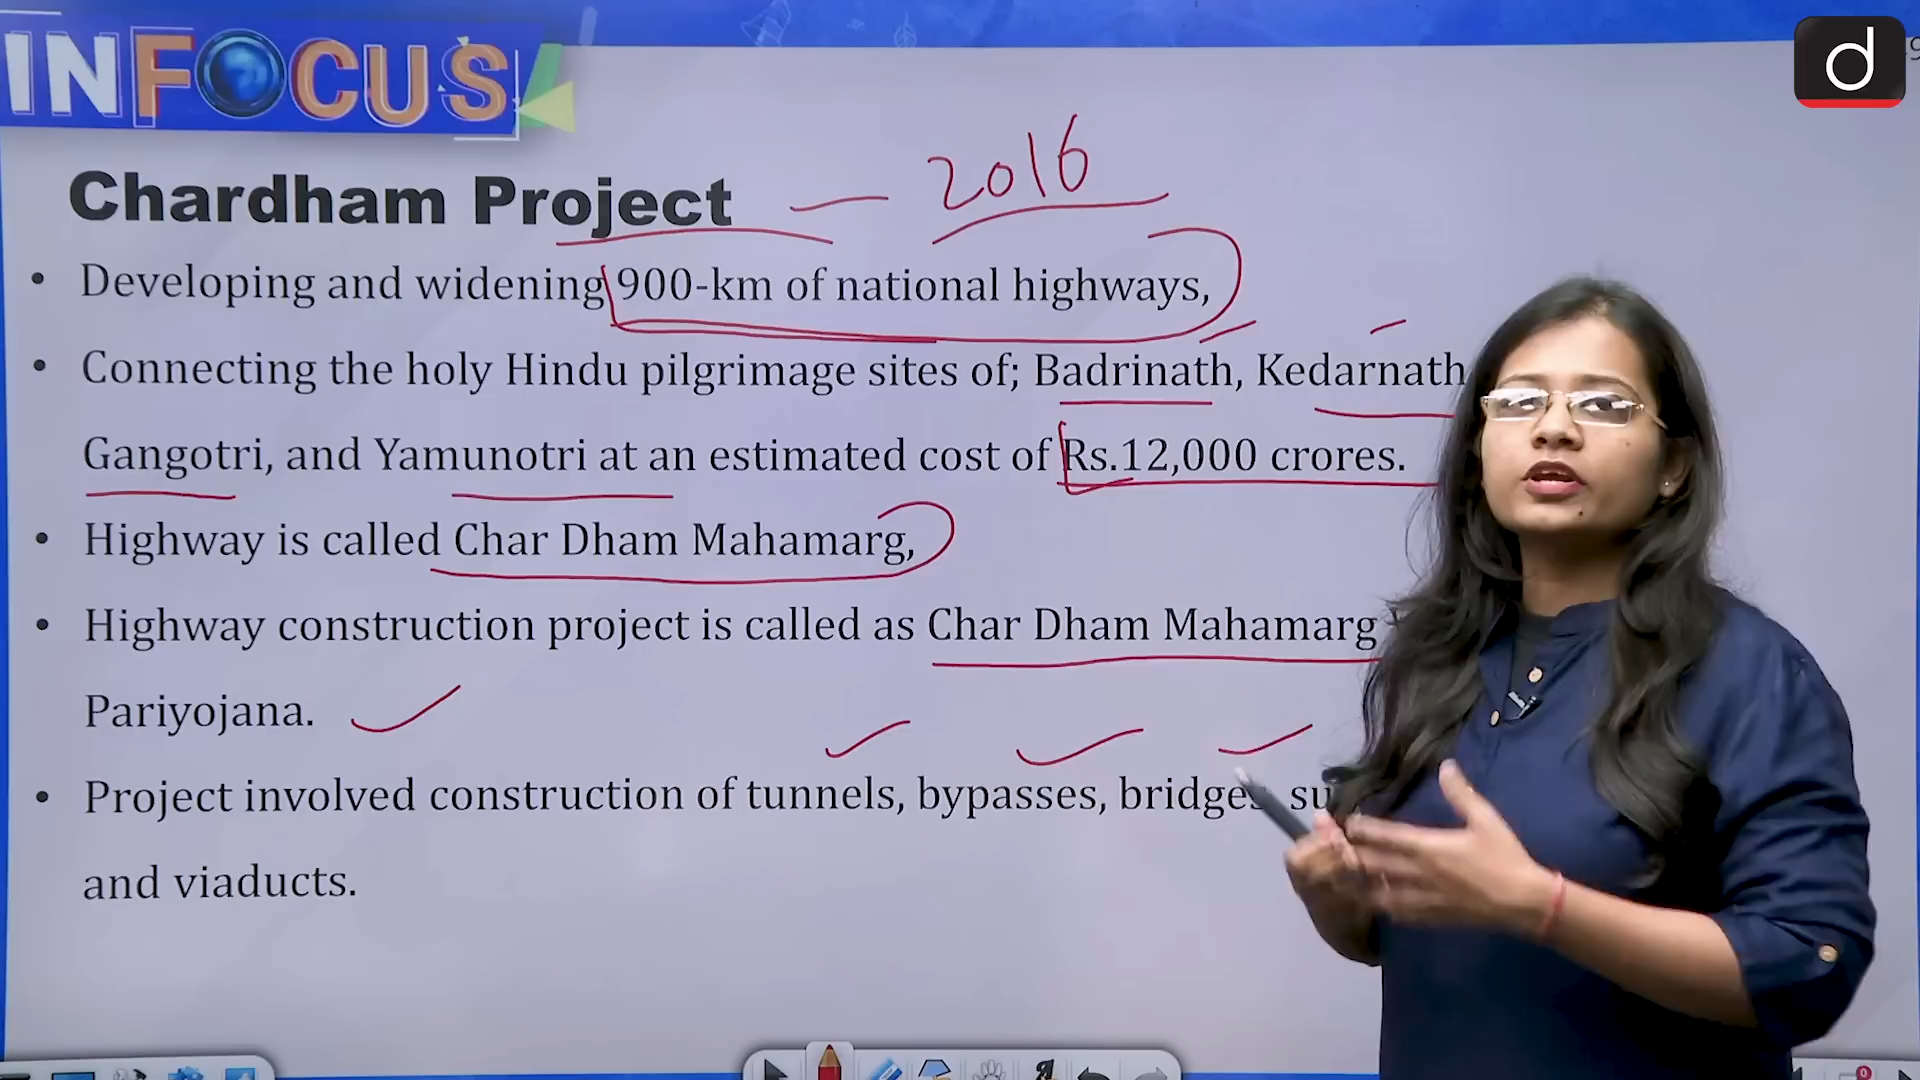 INFOCUS
d
Chardham Project — 2016
• Developing and widening 900-km of national highways,
• Connecting the holy Hindu pilgrimage sites of; Badrinath, Kedarnath
Gangotri, and Yamunotri at an estimated cost of Rs.12,000 crores.
• Highway is called Char Dham Mahamarg,
• Highway construction project is called as Char Dham Mahamarg
Pariyojana.
• Project involved construction of tunnels, bypasses, bridges
and viaducts.